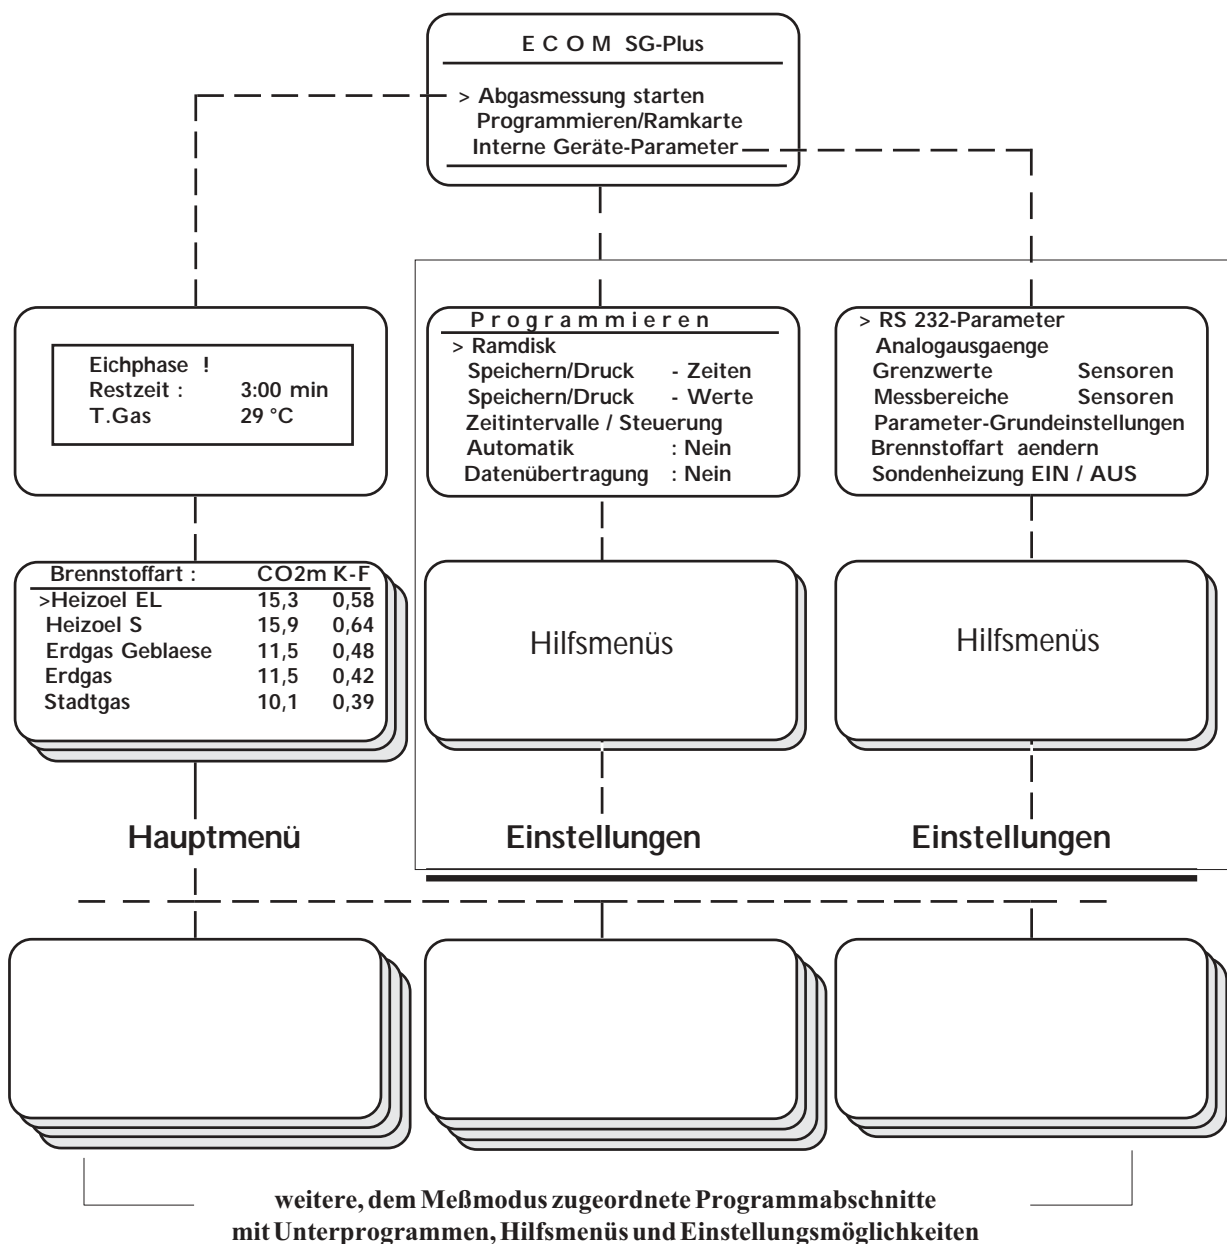 E C O M SG-Plus
> Abgasmessung starten
Programmieren/Ramkarte
Interne Geräte-Parameter
Eichphase !
Restzeit : 3:00 min
T.Gas 29 °C
P r o g r a m m i e r e n
> Ramdisk
Speichern/Druck - Zeiten
Speichern/Druck - Werte
Zeitintervalle / Steuerung
Automatik : Nein
Datenübertragung : Nein
> RS 232-Parameter
Analogausgaenge
Grenzwerte Sensoren
Messbereiche Sensoren
Parameter-Grundeinstellungen
Brennstoffart aendern
Sondenheizung EIN / AUS
Brennstoffart : CO2m K-F
>Heizoel EL 15,3 0,58
Heizoel S 15,9 0,64
Erdgas Geblaese 11,5 0,48
Erdgas 11,5 0,42
Stadtgas 10,1 0,39
Hilfsmenüs
Hilfsmenüs
Hauptmenü
Einstellungen
Einstellungen
weitere, dem Meßmodus zugeordnete Programmabschnitte
mit Unterprogrammen, Hilfsmenüs und Einstellungsmöglichkeiten